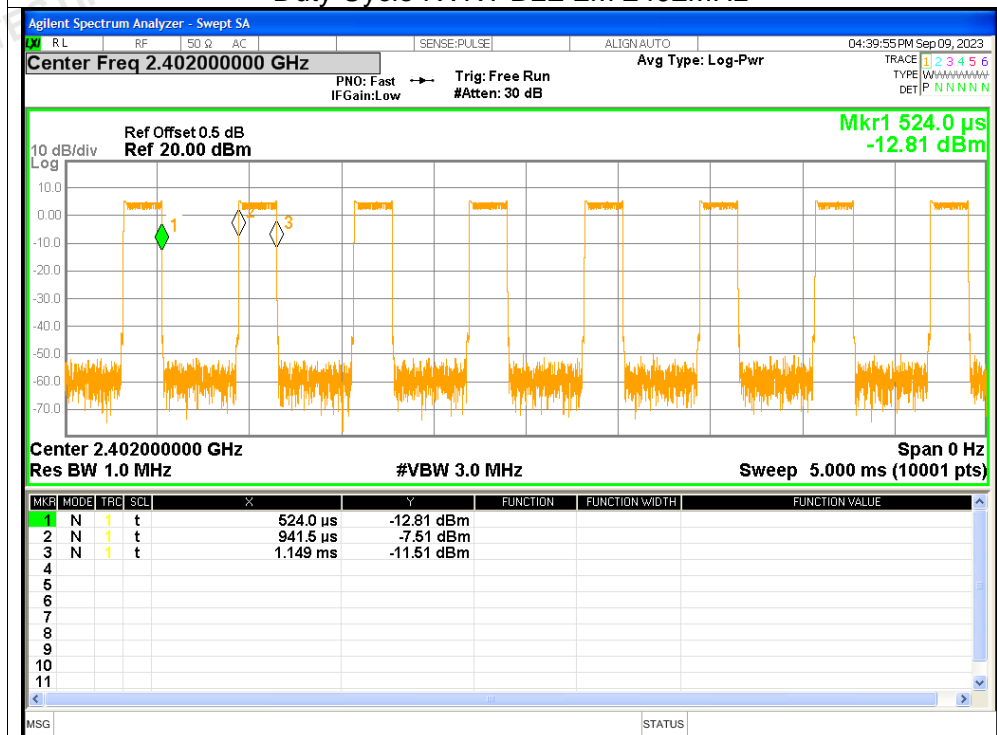 Agilent Spectrum Analyzer - Swept SA
LXI RL RF 50 Ω AC SENSE:PULSE ALIGN AUTO 04:39:55 PM Sep 09, 2023
Center Freq 2.402000000 GHz
PNO: Fast
IFGain:Low
Trig: Free Run
#Atten: 30 dB
Avg Type: Log-Pwr
TRACE 1 2 3 4 5 6
TYPE
DET P N N N N N
Mkr1 524.0 µs
-12.81 dBm
Ref Offset 0.5 dB
10 dB/div Ref 20.00 dBm
Log
10.0
0.00
-10.0
-20.0
-30.0
-40.0
-50.0
-60.0
-70.0
1
2
3
Center 2.402000000 GHz Span 0 Hz
Res BW 1.0 MHz #VBW 3.0 MHz Sweep 5.000 ms (10001 pts)
MKR MODE TRC SCL X Y FUNCTION FUNCTION WIDTH FUNCTION VALUE
1 N 1 t 524.0 µs -12.81 dBm
2 N 1 t 941.5 µs -7.51 dBm
3 N 1 t 1.149 ms -11.51 dBm
4
5
6
7
8
9
10
11
MSG STATUS